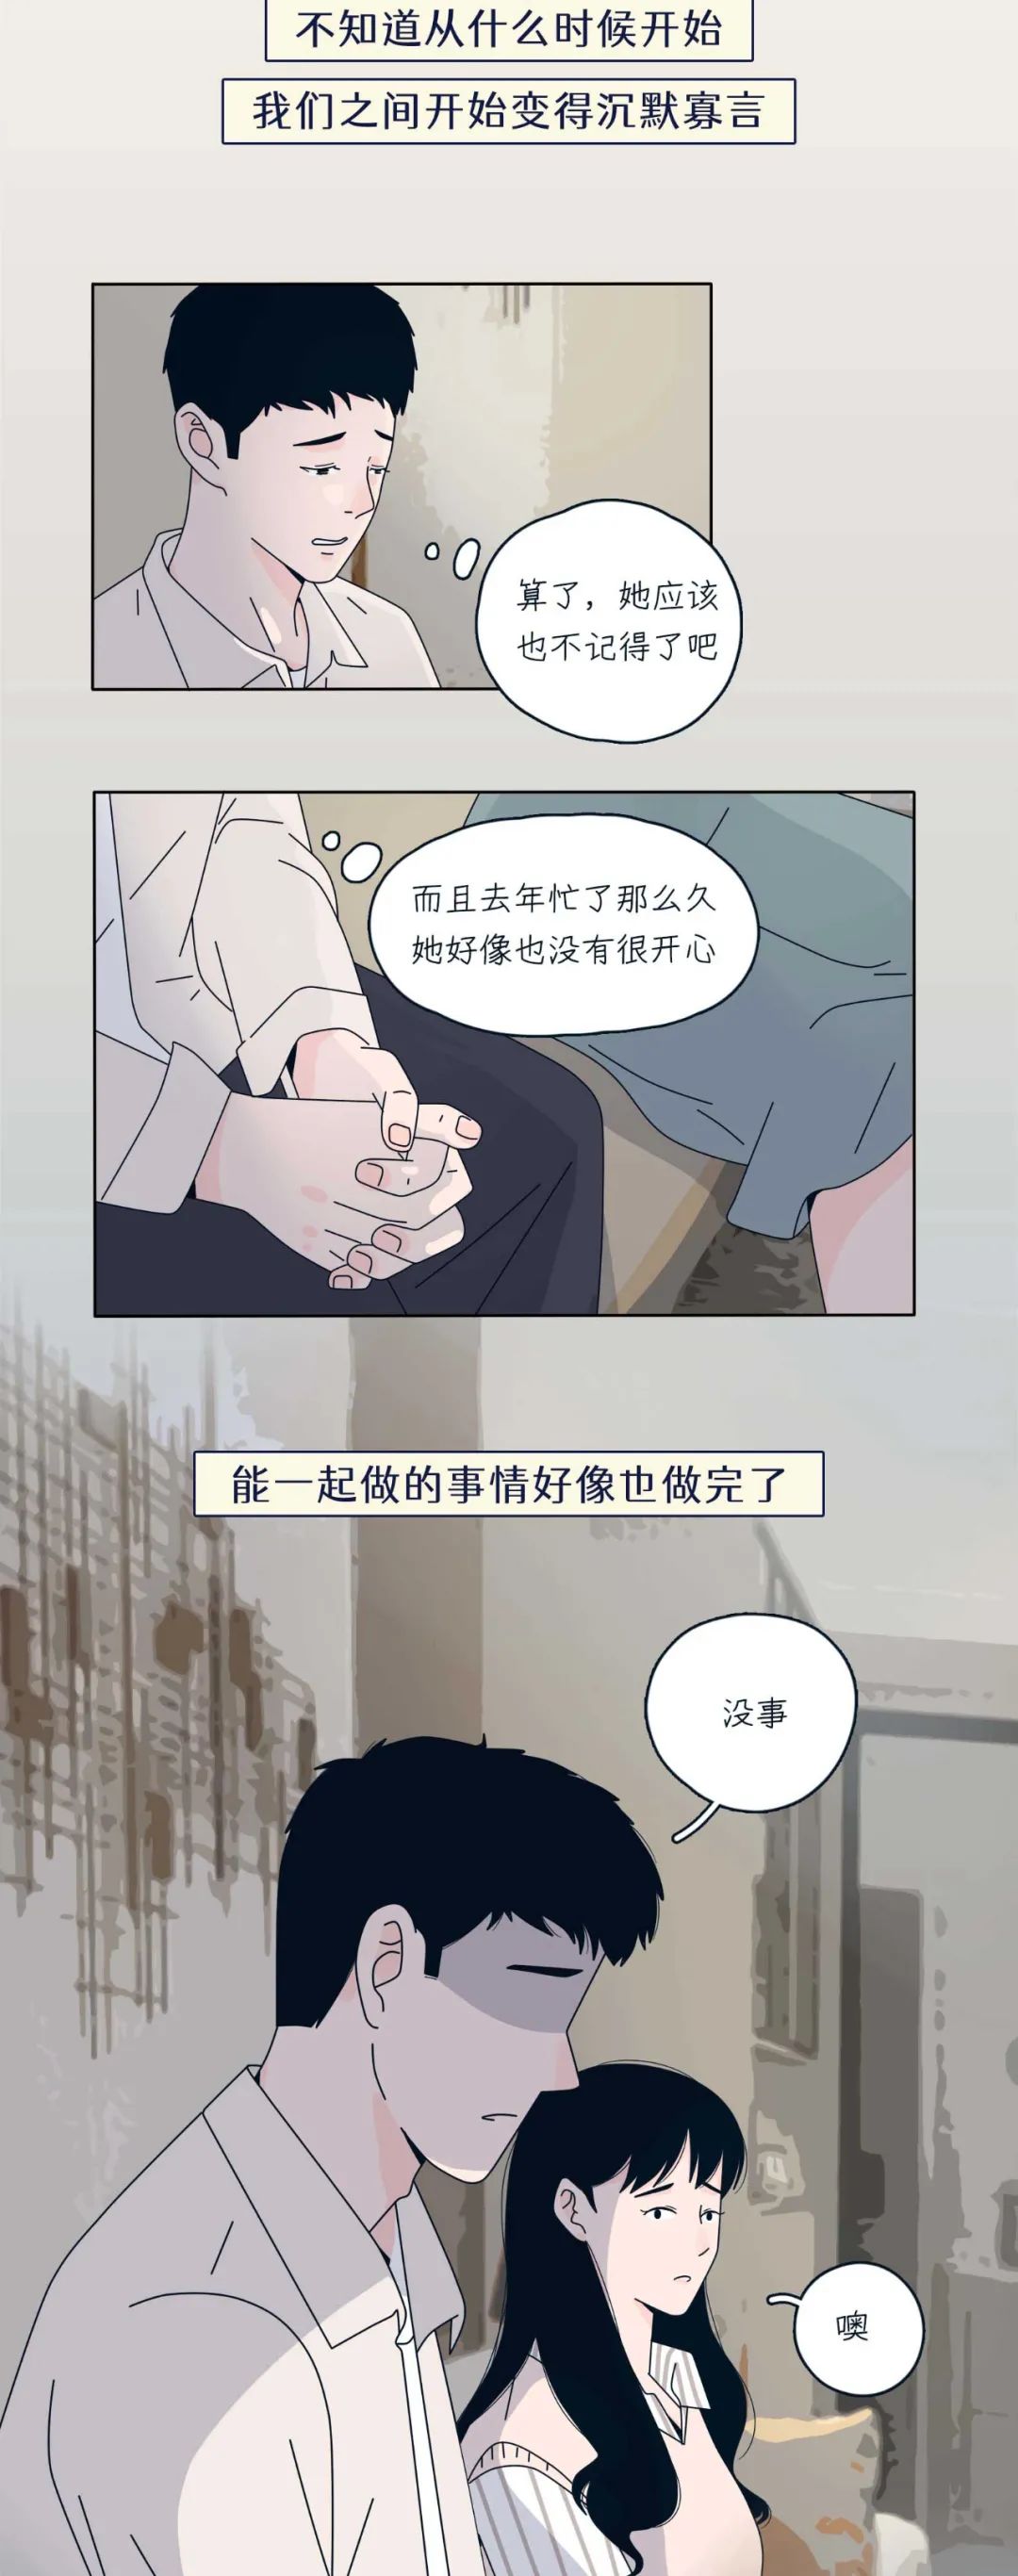 不知道从什么时候开始
我们之间开始变得沉默寡言
算了，她应该
也不记得了吧
而且去年忙了那么久
她好像也没有很开心
能一起做的事情好像也做完了
没事
噢